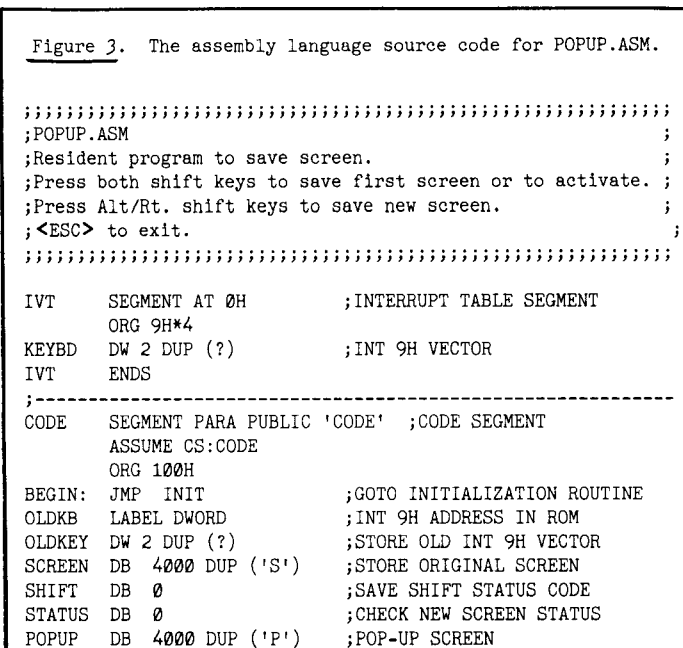 Figure 3. The assembly language source code for POPUP.ASM.
;;;;;;;;;;;;;;;;;;;;;;;;;;;;;;;;;;;;;;;;;;;;;;;;;;;;;;;;;;;;;
;POPUP.ASM ;
;Resident program to save screen. ;
;Press both shift keys to save first screen or to activate. ;
;Press Alt/Rt. shift keys to save new screen. ;
;<ESC> to exit. ;
;;;;;;;;;;;;;;;;;;;;;;;;;;;;;;;;;;;;;;;;;;;;;;;;;;;;;;;;;;;;;
IVT SEGMENT AT 0H ;INTERRUPT TABLE SEGMENT
ORG 9H*4
KEYBD DW 2 DUP (?) ;INT 9H VECTOR
IVT ENDS
;------------------------------------------------------------
CODE SEGMENT PARA PUBLIC 'CODE' ;CODE SEGMENT
ASSUME CS:CODE
ORG 100H
BEGIN: JMP INIT ;GOTO INITIALIZATION ROUTINE
OLDKB LABEL DWORD ;INT 9H ADDRESS IN ROM
OLDKEY DW 2 DUP (?) ;STORE OLD INT 9H VECTOR
SCREEN DB 4000 DUP ('S') ;STORE ORIGINAL SCREEN
SHIFT DB 0 ;SAVE SHIFT STATUS CODE
STATUS DB 0 ;CHECK NEW SCREEN STATUS
POPUP DB 4000 DUP ('P') ;POP-UP SCREEN